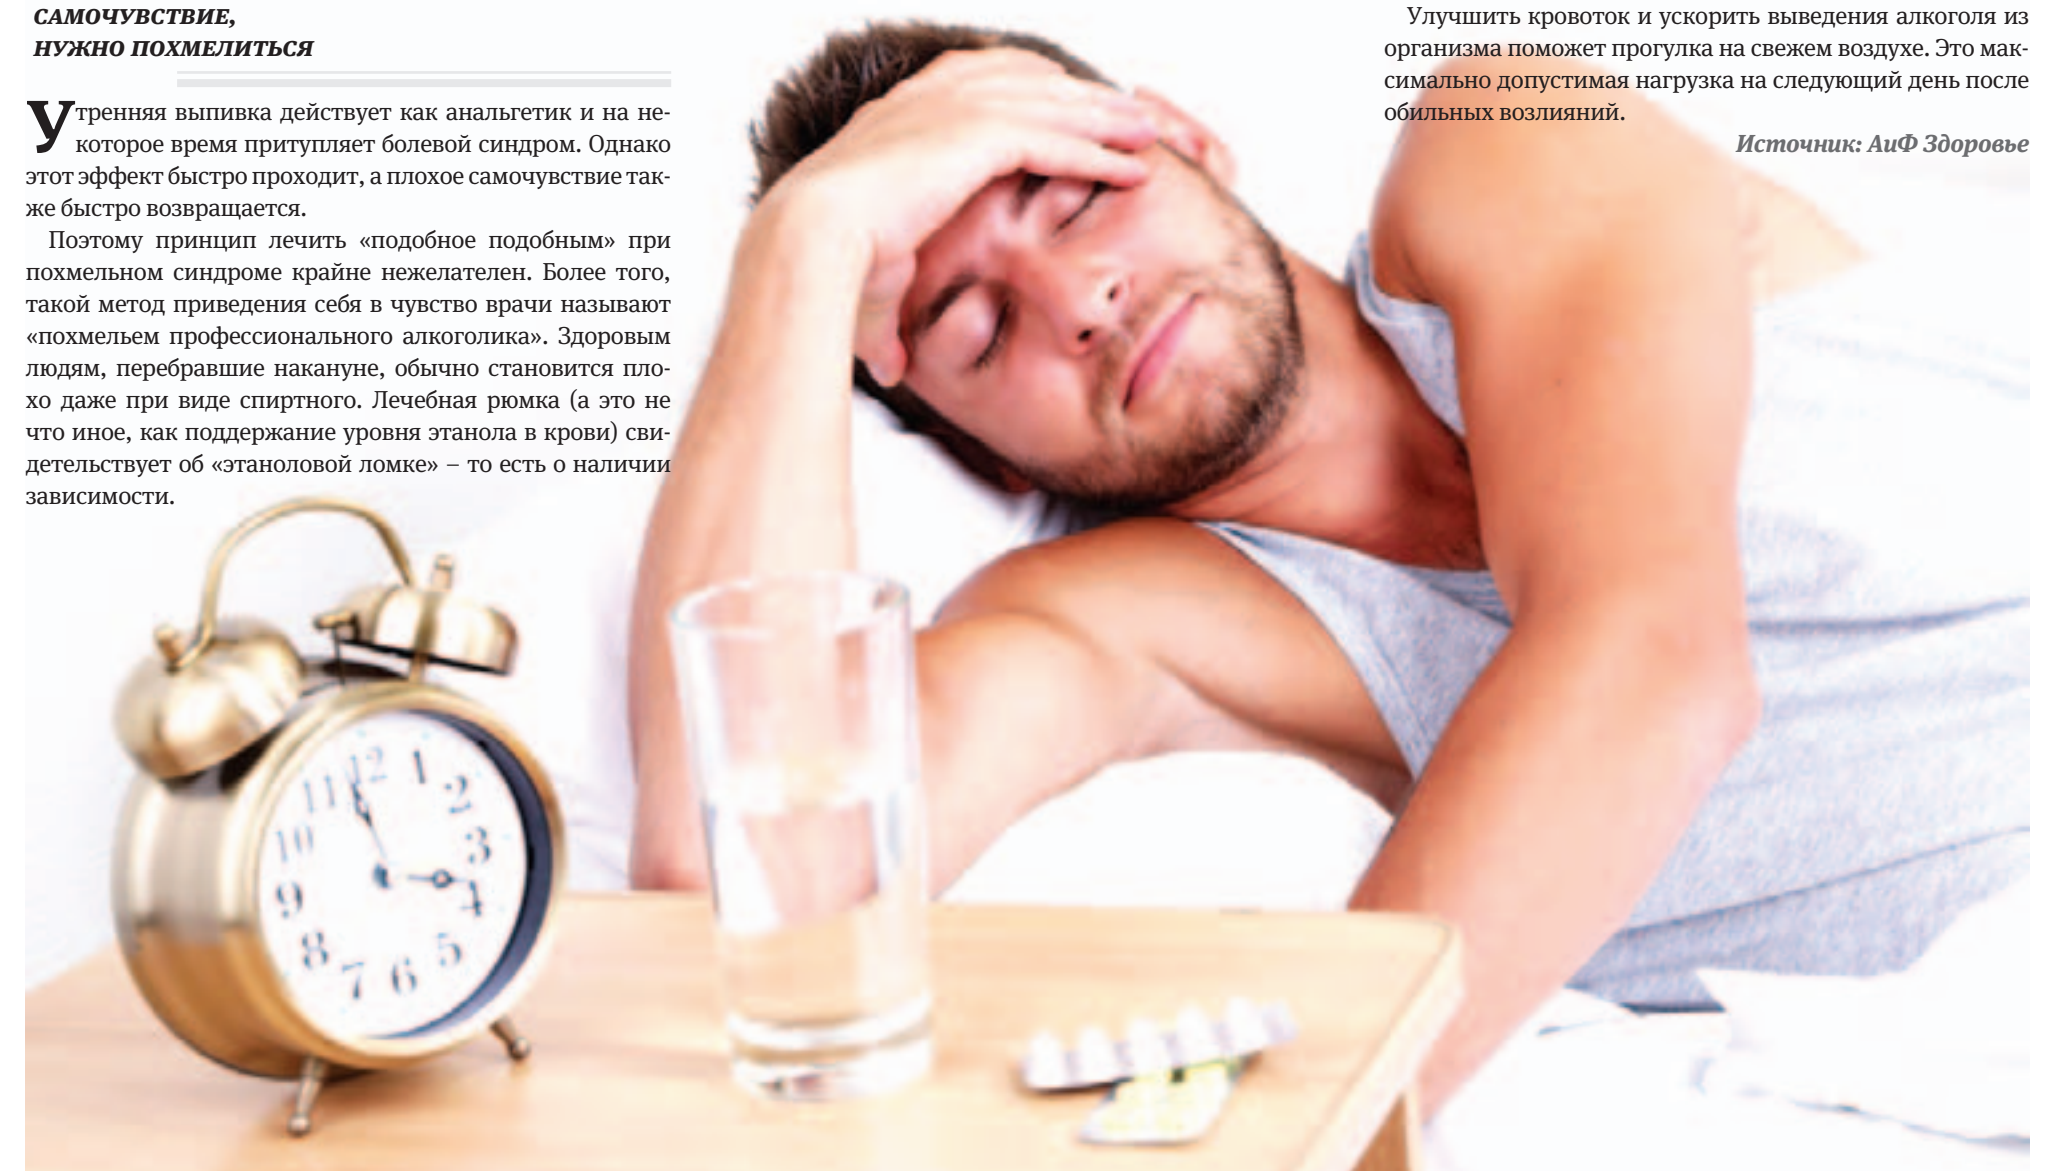 САМОЧУВСТВИЕ,
НУЖНО ПОХМЕЛИТЬСЯ
Утренняя выпивка действует как анальгетик и на не-
которое время притупляет болевой синдром. Однако
этот эффект быстро проходит, а плохое самочувствие так-
же быстро возвращается.
Поэтому принцип лечить «подобное подобным» при
похмельном синдроме крайне нежелателен. Более того,
такой метод приведения себя в чувство врачи называют
«похмельем профессионального алкоголика». Здоровым
людям, перебравшие накануне, обычно становится пло-
хо даже при виде спиртного. Лечебная рюмка (а это не
что иное, как поддержание уровня этанола в крови) сви-
детельствует об «этаноловой ломке» – то есть о наличии
зависимости.
Улучшить кровоток и ускорить выведения алкоголя из
организма поможет прогулка на свежем воздухе. Это мак-
симально допустимая нагрузка на следующий день после
обильных возлияний.
Источник: АиФ Здоровье
12
1
2
3
4
5
6
7
8
9
10
11